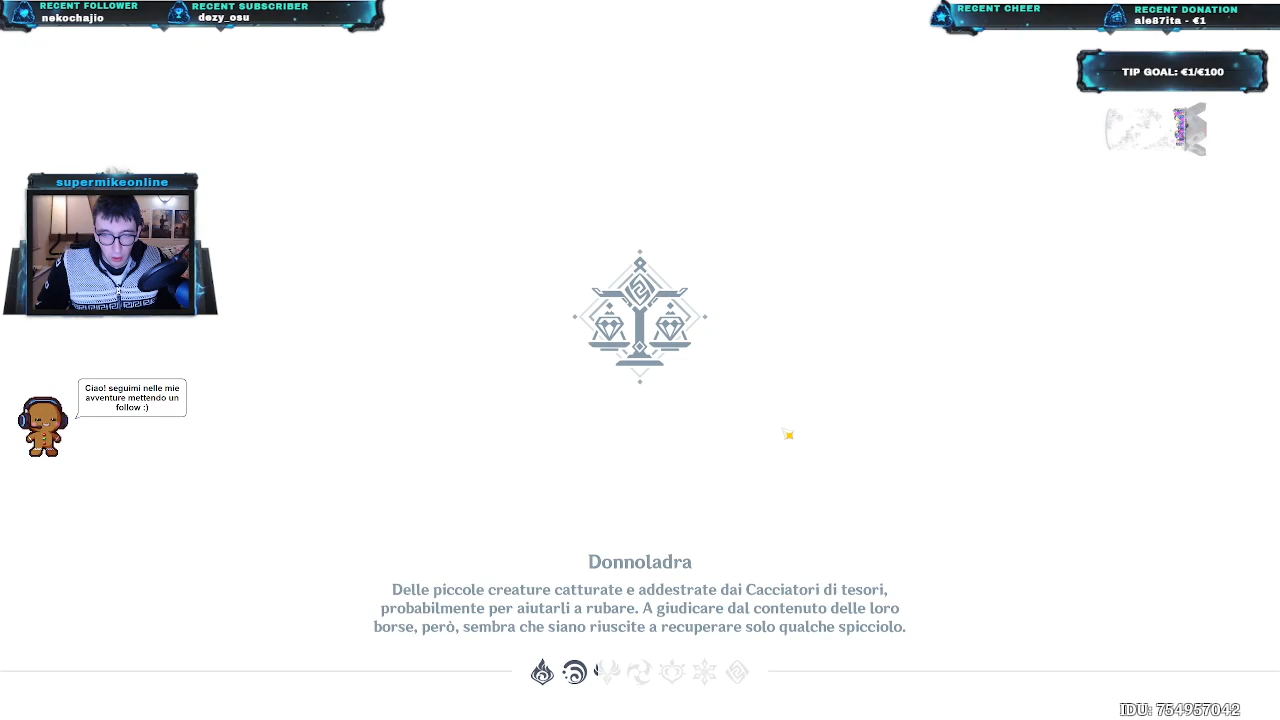 RECENT FOLLOWER
nekochajio
RECENT SUBSCRIBER
dezy_osu
RECENT CHEER
RECENT DONATION
ale87ita - €1
TIP GOAL: €1/€100
supermikeonline
Ciao! seguimi nelle mie
avventure mettendo un
follow :)
Donnoladra
Delle piccole creature catturate e addestrate dai Cacciatori di tesori,
probabilmente per aiutarli a rubare. A giudicare dal contenuto delle loro
borse, però, sembra che siano riuscite a recuperare solo qualche spicciolo.
IDU: 754957042